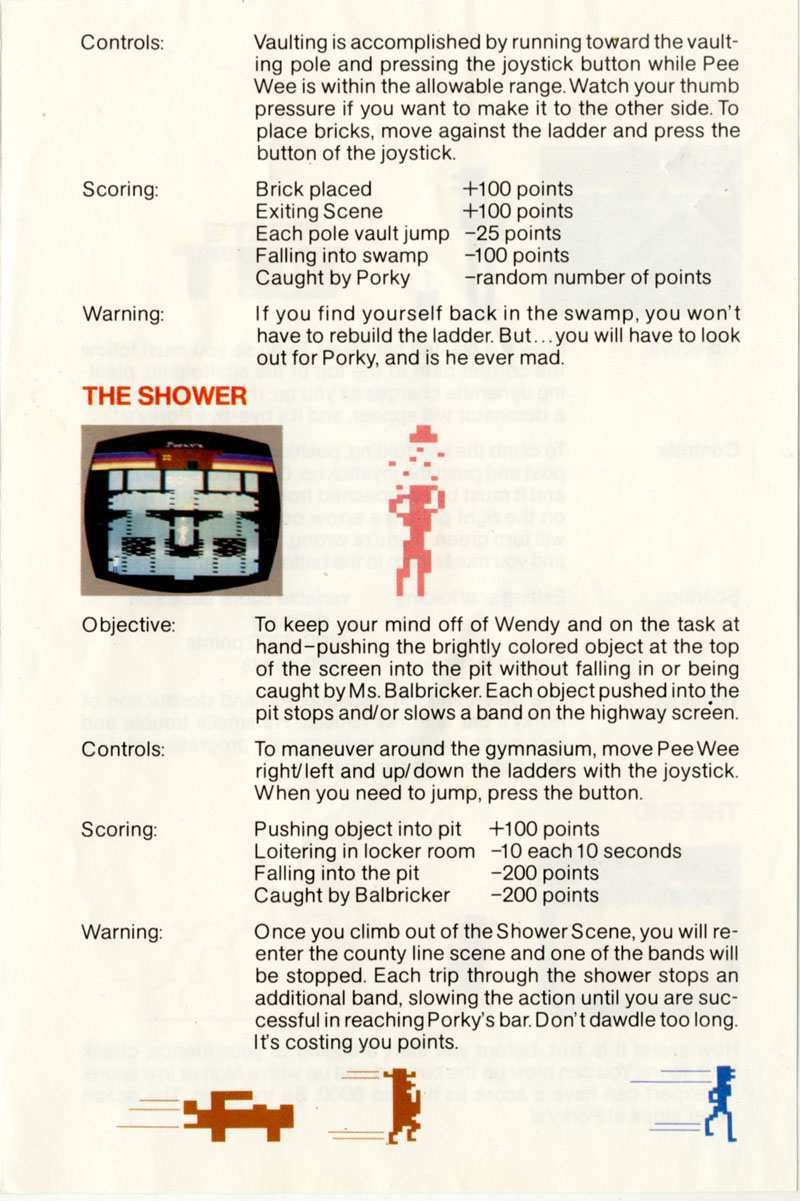 Controls: Vaulting is accomplished by running toward the vault-
ing pole and pressing the joystick button while Pee
Wee is within the allowable range. Watch your thumb
pressure if you want to make it to the other side. To
place bricks, move against the ladder and press the
button of the joystick.
Scoring: Brick placed +100 points
Exiting Scene +100 points
Each pole vault jump -25 points
Falling into swamp -100 points
Caught by Porky -random number of points
Warning: If you find yourself back in the swamp, you won't
have to rebuild the ladder. But...you will have to look
out for Porky, and is he ever mad.
THE SHOWER
Porky's
Objective: To keep your mind off of Wendy and on the task at
hand-pushing the brightly colored object at the top
of the screen into the pit without falling in or being
caught by Ms. Balbricker. Each object pushed into the
pit stops and/or slows a band on the highway screen.
Controls: To maneuver around the gymnasium, move Pee Wee
right/left and up/down the ladders with the joystick.
When you need to jump, press the button.
Scoring: Pushing object into pit +100 points
Loitering in locker room -10 each 10 seconds
Falling into the pit -200 points
Caught by Balbricker -200 points
Warning: Once you climb out of the Shower Scene, you will re-
enter the county line scene and one of the bands will
be stopped. Each trip through the shower stops an
additional band, slowing the action until you are suc-
cessful in reaching Porky's bar. Don't dawdle too long.
It's costing you points.